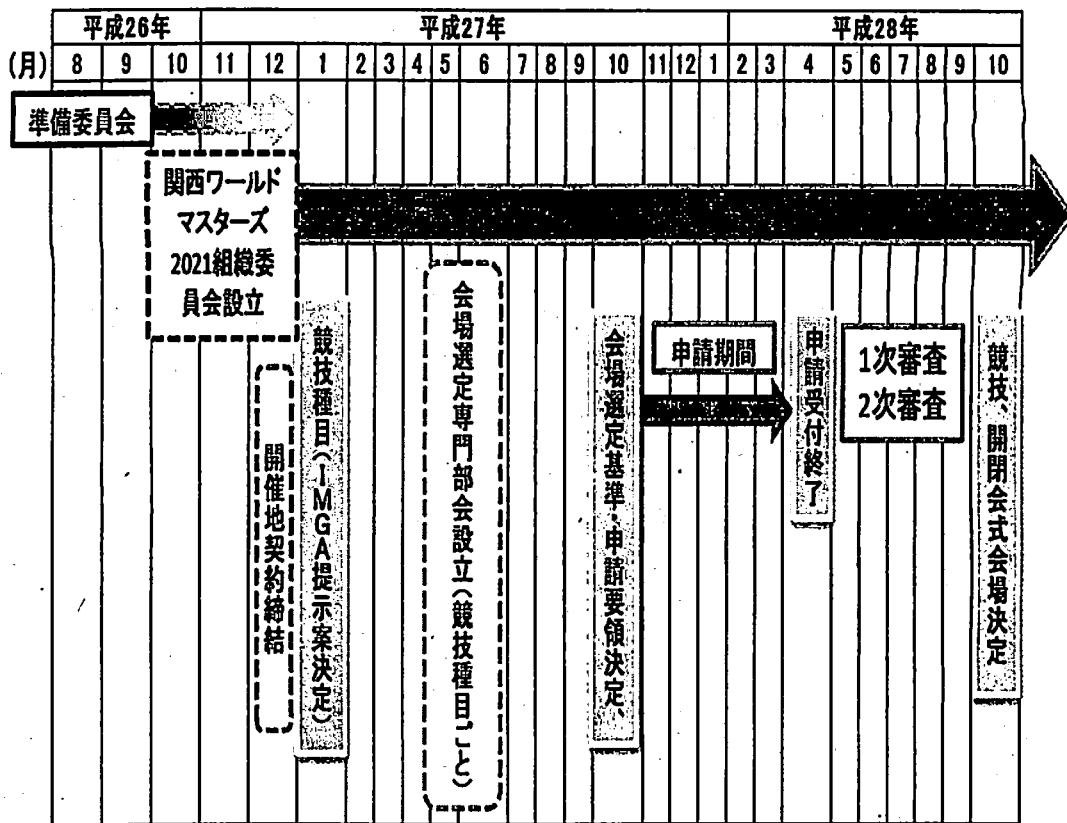 平成26年 平成27年 平成28年
(月) 8 9 10 11 12 1 2 3 4 5 6 7 8 9 10 11 12 1 2 3 4 5 6 7 8 9 10
準備委員会
関西ワールド
マスターズ
2021組織委
員会設立
開催地契約締結
競技種目(IMGA提示案決定)
会場選定専門部会設立(競技種目ごと)
会場選定基準・申請要領決定、
申請期間
申請受付終了
1次審査
2次審査
競技、開閉会式会場決定